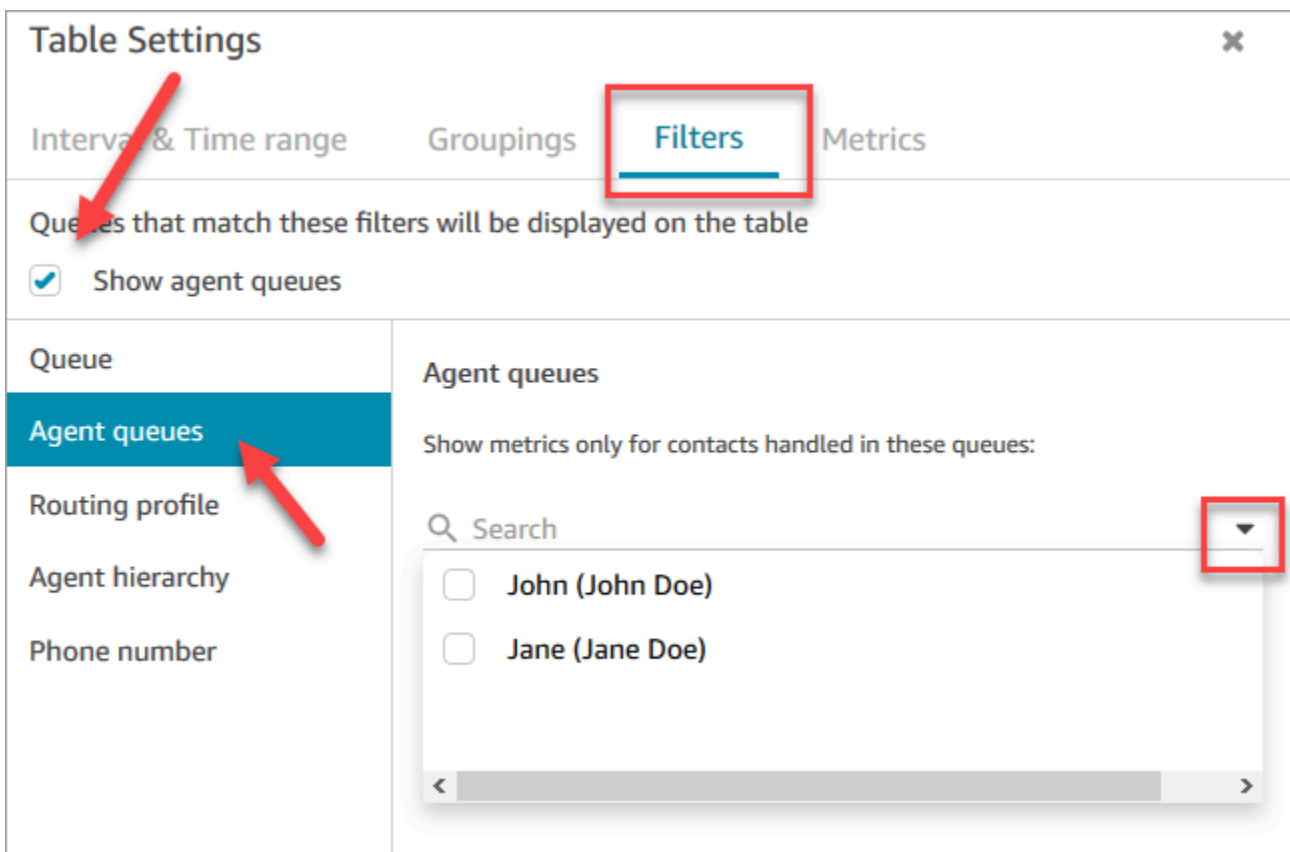 Table Settings
Interval & Time range Groupings Filters Metrics
Queues that match these filters will be displayed on the table
Show agent queues
Queue
Agent queues
Routing profile
Agent hierarchy
Phone number
Agent queues
Show metrics only for contacts handled in these queues:
Search
John (John Doe)
Jane (Jane Doe)